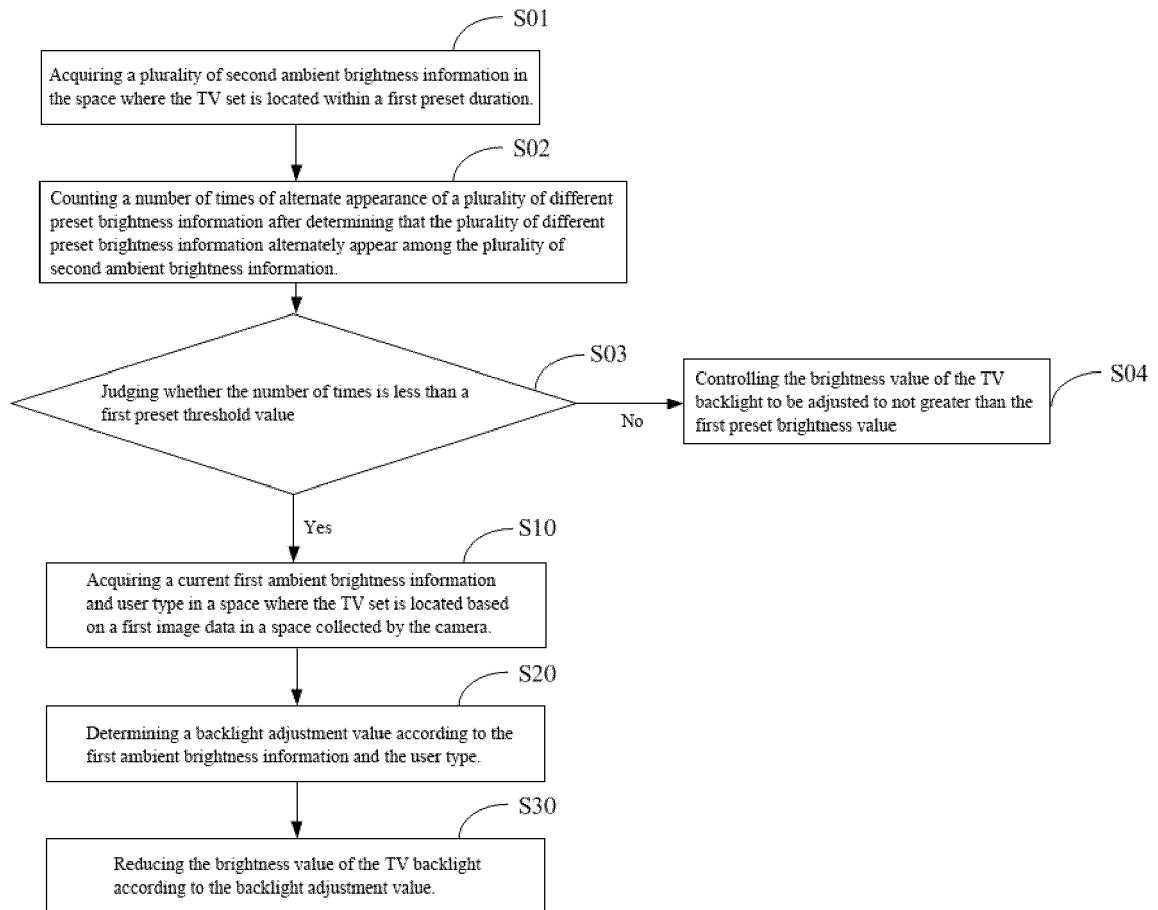 S01
Acquiring a plurality of second ambient brightness information in
the space where the TV set is located within a first preset duration.
S02
Counting a number of times of alternate appearance of a plurality of different
preset brightness information after determining that the plurality of different
preset brightness information alternately appear among the plurality of
second ambient brightness information.
S03
Judging whether the number of times is less than a
first preset threshold value
No
S04
Controlling the brightness value of the TV
backlight to be adjusted to not greater than the
first preset brightness value
Yes
S10
Acquiring a current first ambient brightness information
and user type in a space where the TV set is located based
on a first image data in a space collected by the camera.
S20
Determining a backlight adjustment value according to the
first ambient brightness information and the user type.
S30
Reducing the brightness value of the TV backlight
according to the backlight adjustment value.